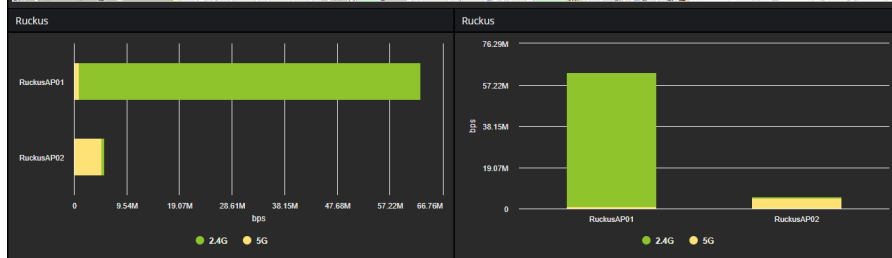 Ruckus
RuckusAP01
RuckusAP02
0 9.54M 19.07M 28.61M 38.15M 47.68M 57.22M 66.76M
bps
2.4G 5G
Ruckus
76.29M
57.22M
38.15M
19.07M
0
bps
RuckusAP01 RuckusAP02
2.4G 5G